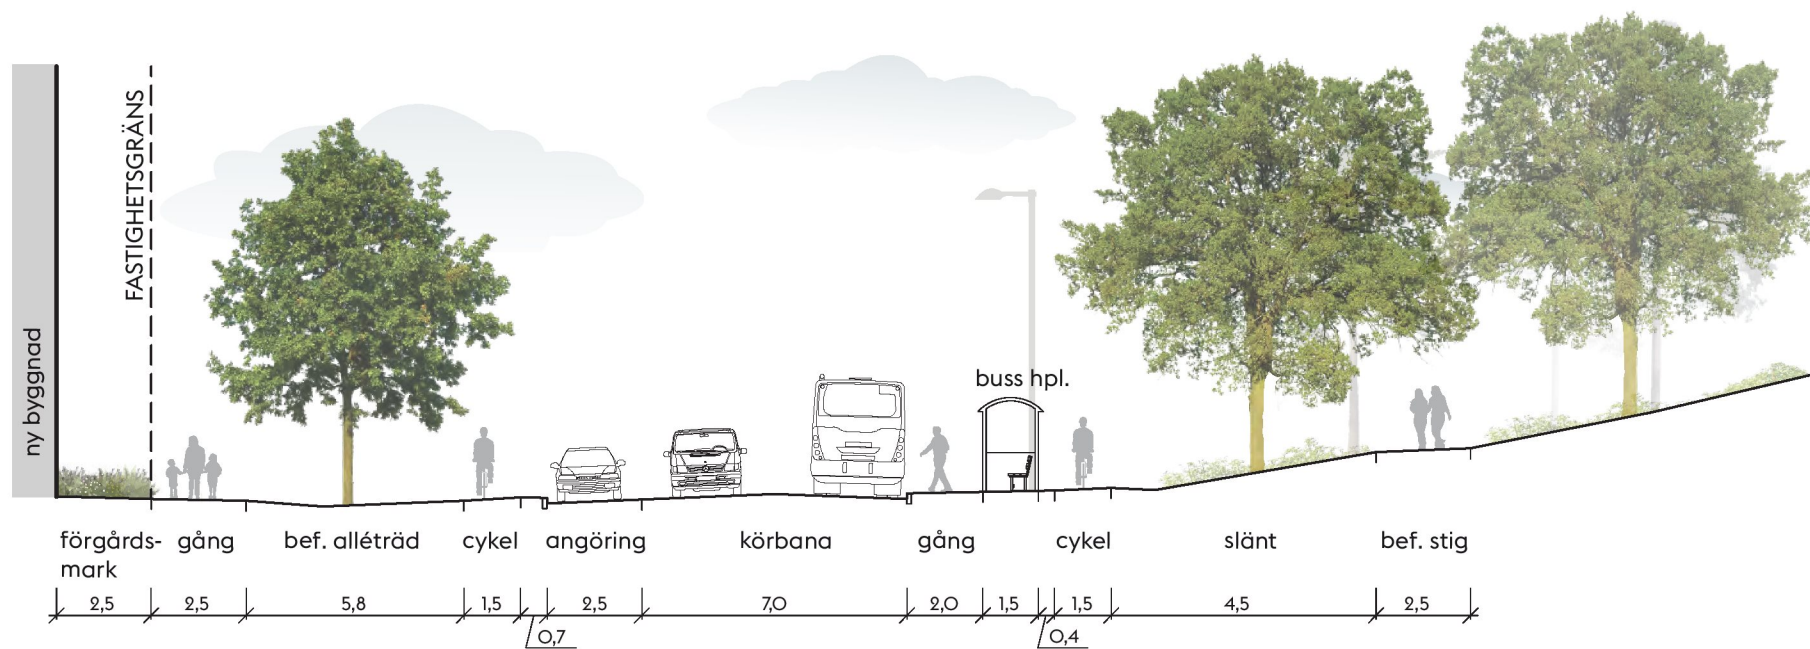 ny byggnad
FASTIGHETSGRÄNS
buss hpl.
förgårds-
mark
gång
bef. alléträd
cykel
angöring
körbana
gång
cykel
slänt
bef. stig
2,5
2,5
5,8
1,5
0,7
2,5
7,0
2,0
1,5
0,4
1,5
4,5
2,5